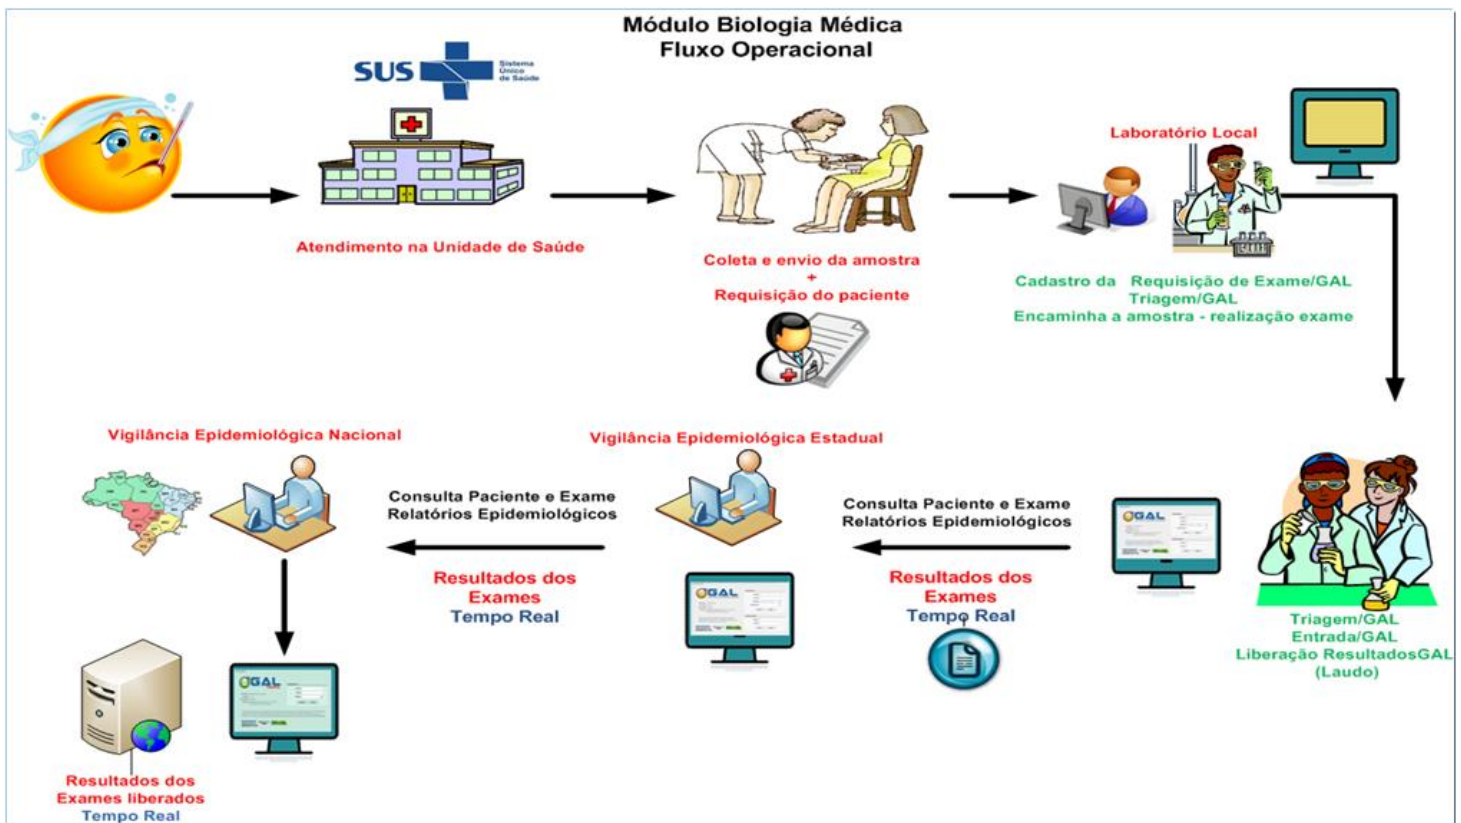 Módulo Biologia Médica
Fluxo Operacional
SUS
Sistema
Único
de Saúde
Atendimento na Unidade de Saúde
Coleta e envio da amostra
+
Requisição do paciente
Laboratório Local
Cadastro da Requisição de Exame/GAL
Triagem/GAL
Encaminha a amostra - realização exame
Vigilância Epidemiológica Nacional
Consulta Paciente e Exame
Relatórios Epidemiológicos
Resultados dos
Exames
Tempo Real
Vigilância Epidemiológica Estadual
GAL
Consulta Paciente e Exame
Relatórios Epidemiológicos
Resultados dos
Exames
Tempo Real
GAL
Triagem/GAL
Entrada/GAL
Liberação ResultadosGAL
(Laudo)
GAL
Resultados dos
Exames liberados
Tempo Real